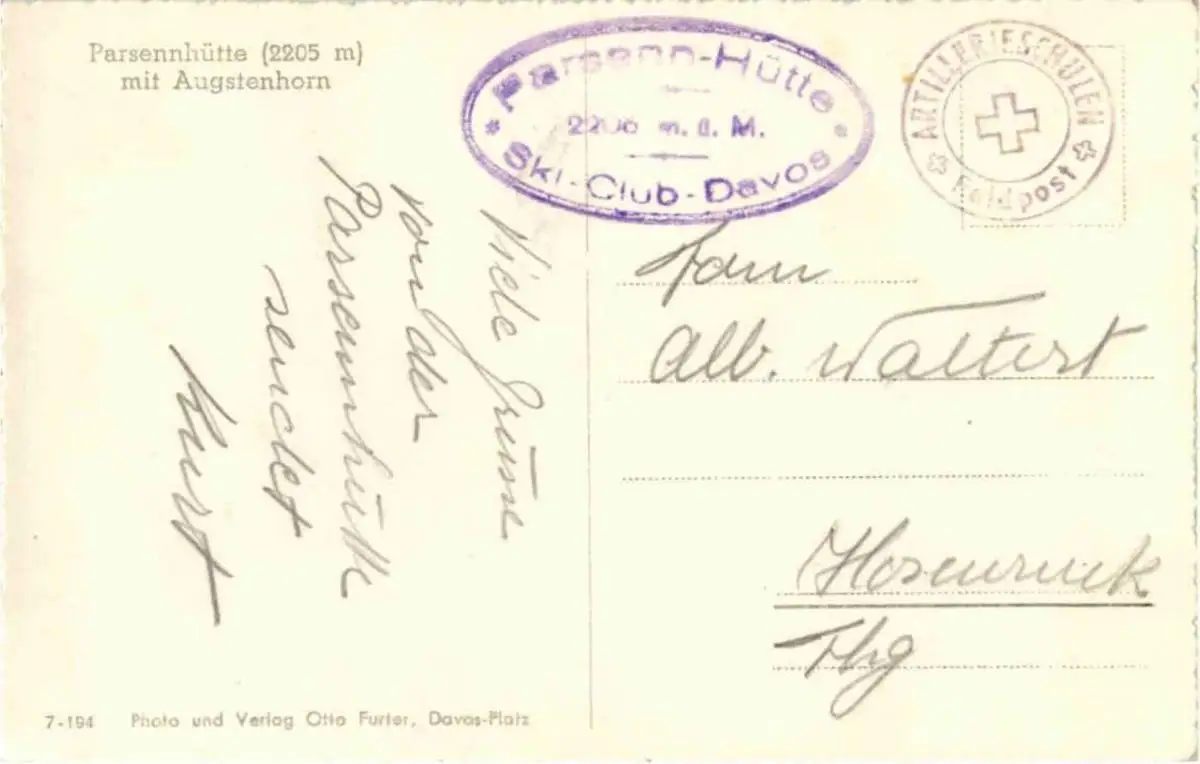 Parsennhütte (2205 m)
mit Augstenhorn
Parsenn-Hütte
2206 m. ü. M.
Ski-Club-Davos
ARTILLERIESCHULEN
Feldpost
Viele Grüsse
von der
Parsennhütte
sendet
Kurt
Fam
Alb. Waltert
Hosenruck
Thg
7-194 Photo und Verlag Otto Furter, Davos-Platz